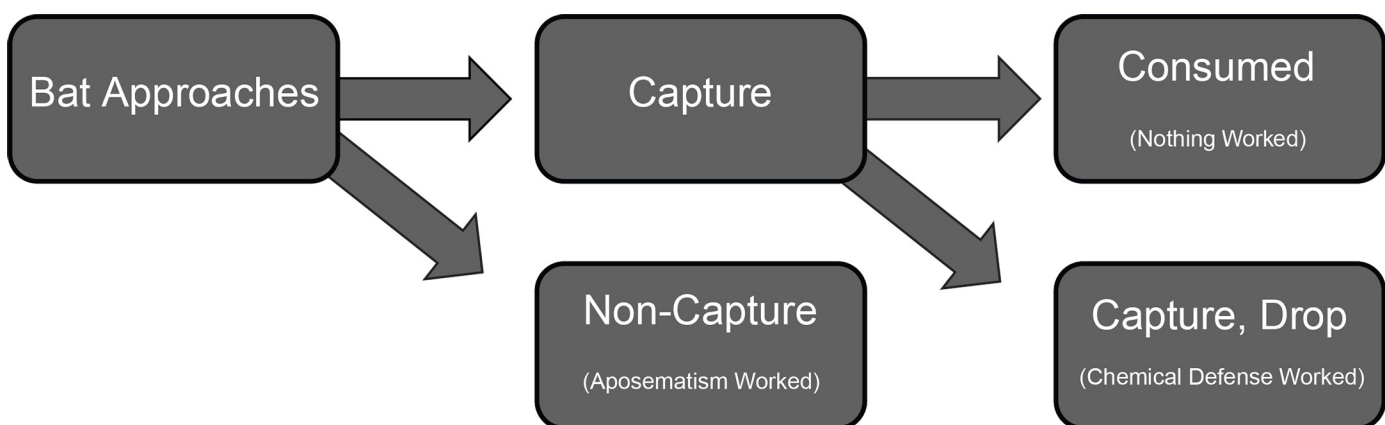 Bat Approaches
Capture
Consumed
(Nothing Worked)
Non-Capture
(Aposematism Worked)
Capture, Drop
(Chemical Defense Worked)